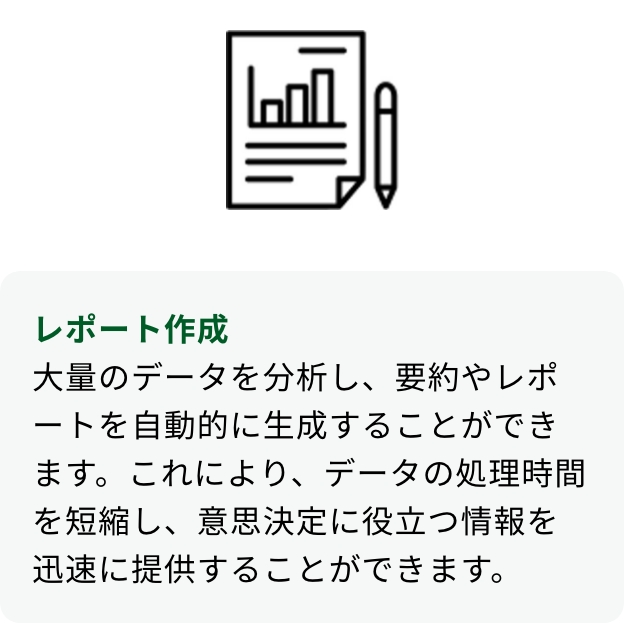 レポート作成
大量のデータを分析し、要約やレポ
ートを自動的に生成することができ
ます。これにより、データの処理時間
を短縮し、意思決定に役立つ情報を
迅速に提供することができます。